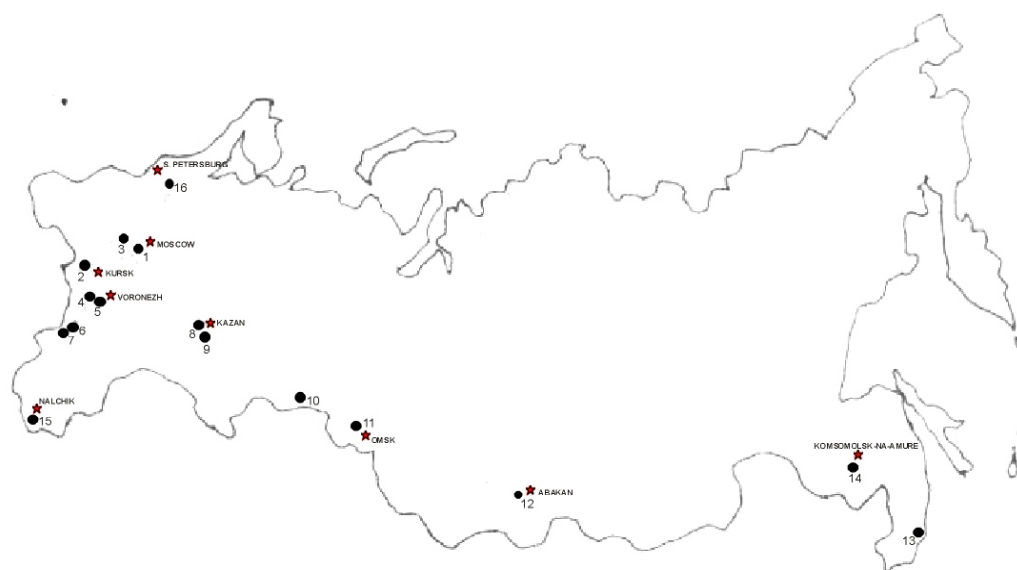 S. PETERSBURG
16
3
1
MOSCOW
2
KURSK
4
5
VORONEZH
6
7
8
KAZAN
9
NALCHIK
15
10
11
OMSK
KOMSOMOLSK-NA-AMURE
14
12
ABAKAN
13